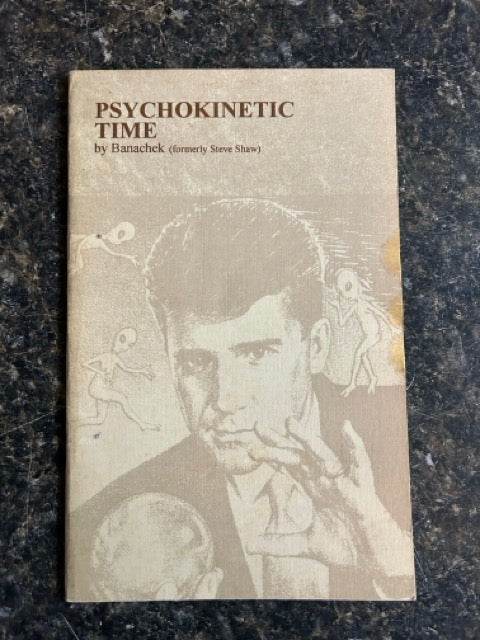 PSYCHOKINETIC
TIME
by Banachek (formerly Steve Shaw)